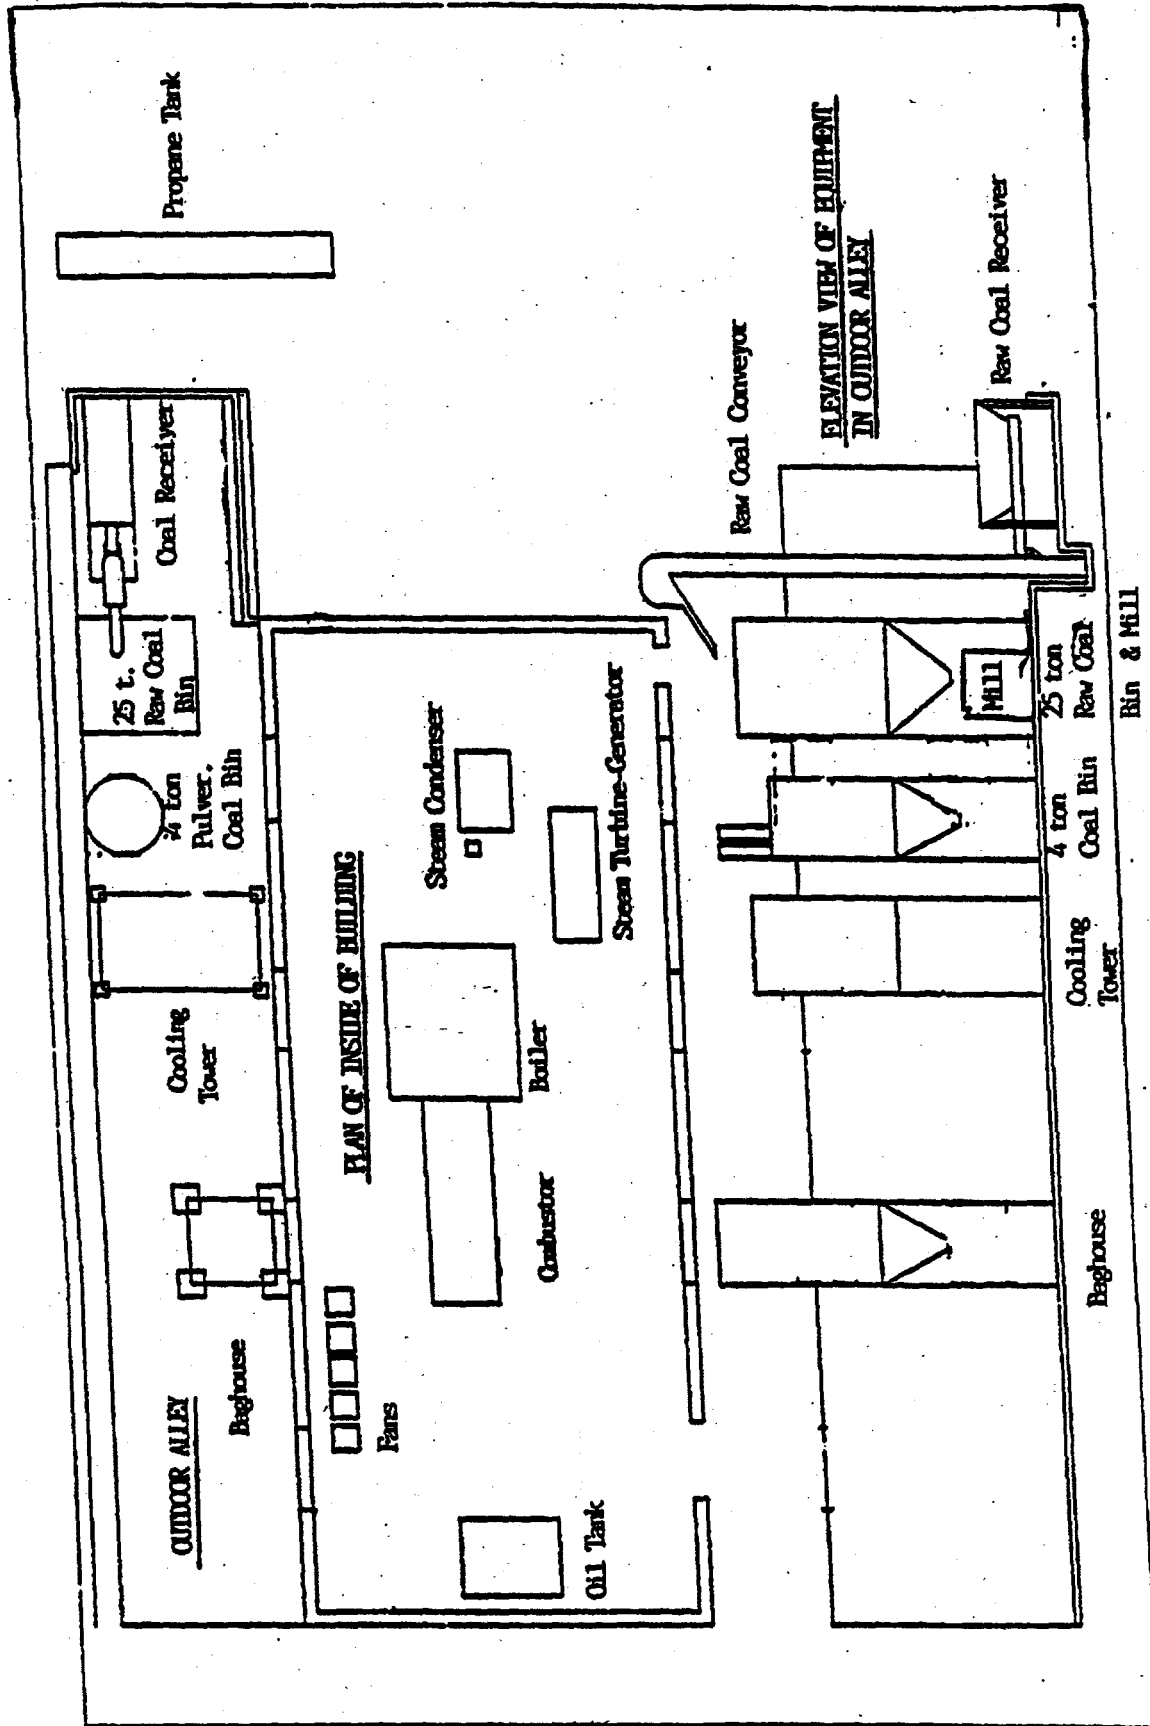 OUTDOOR ALLEY
Baghouse
Cooling
Tower
4 ton
Pulver.
Coal Bin
25 t.
Raw Coal
Bin
Coal Receiver
Propane Tank
PLAN OF INSIDE OF BUILDING
Fans
Oil Tank
Combustor
Boiler
Steam Condenser
Steam Turbine-Generator
Raw Coal Conveyor
ELEVATION VIEW OF EQUIPMENT
IN OUTDOOR ALLEY
Raw Coal Receiver
Mill
Baghouse
Cooling
Tower
4 ton
Coal Bin
25 ton
Raw Coal
Bin & Mill